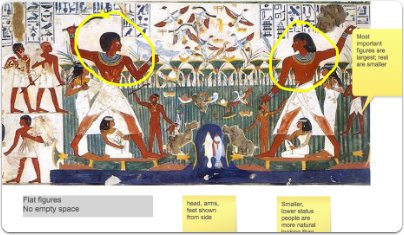 Most
important
figures are
largest; rest
are smaller
Flat figures
No empty space
head, arms,
feet shown
from side
Smaller,
lower status
people are
more natural